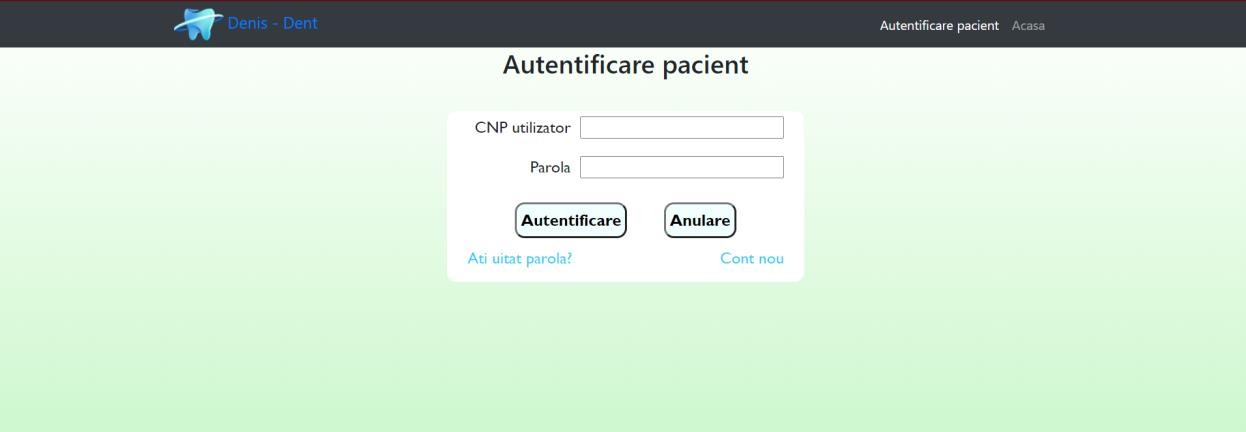 Denis - Dent
Autentificare pacient Acasa
Autentificare pacient
CNP utilizator
Parola
Autentificare Anulare
Ati uitat parola? Cont nou